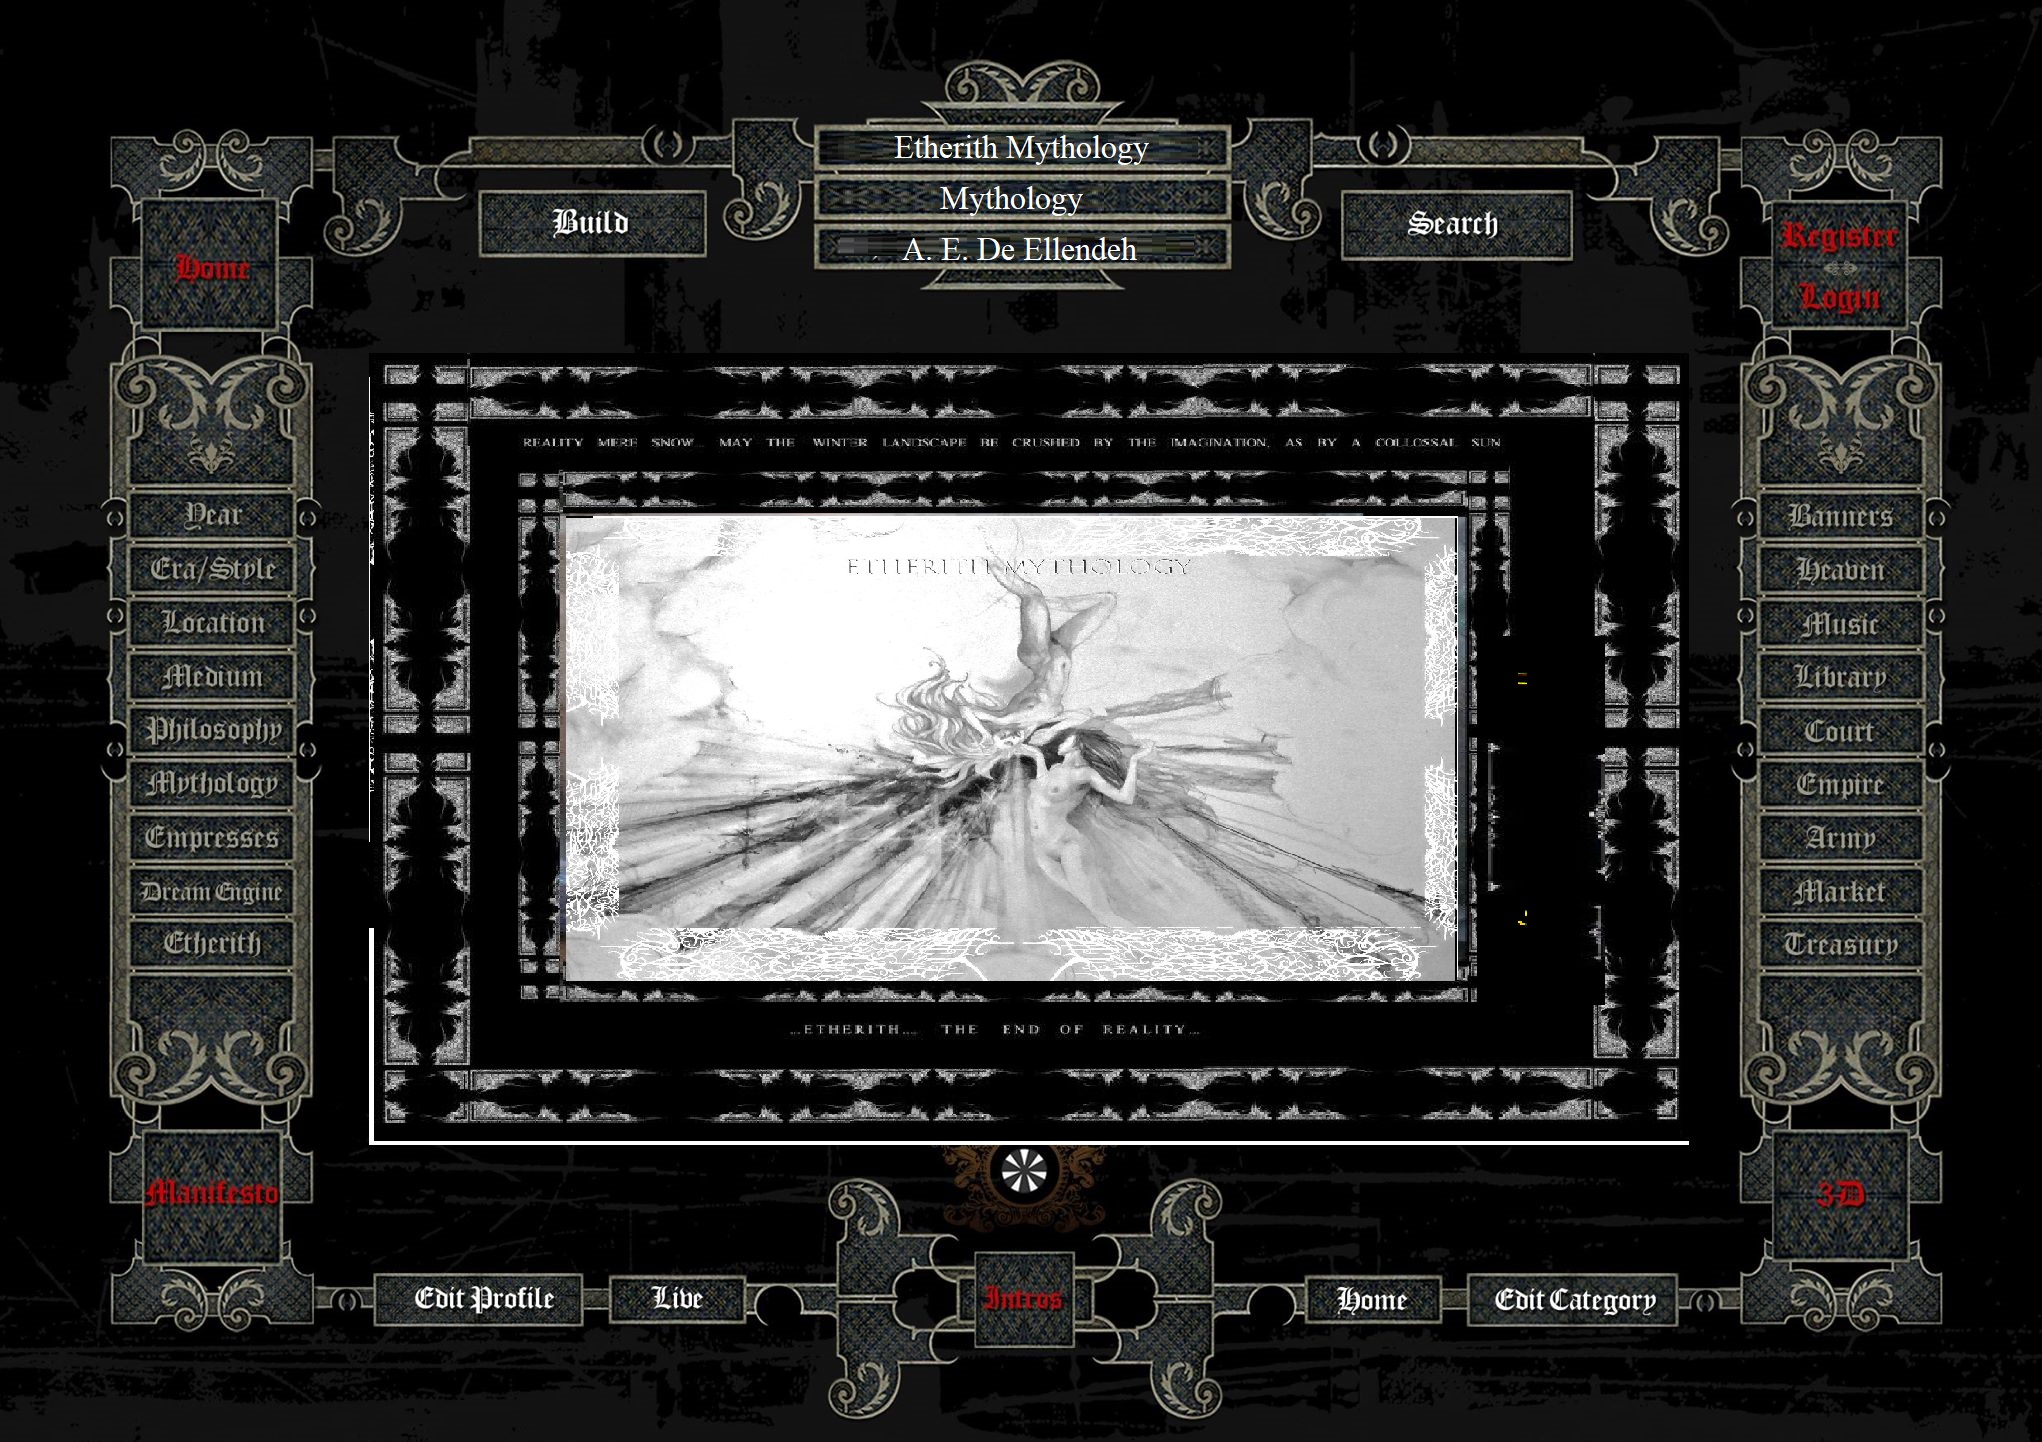 Etherith Mythology
Mythology
A. E. De Ellendeh
Build
Search
Home
Register
Login
Year
Era/Style
Location
Medium
Philosophy
Mythology
Empresses
Dream Engine
Etherith
Manifesto
REALITY MERE SNOW... MAY THE WINTER LANDSCAPE BE CRUSHED BY THE IMAGINATION, AS BY A COLLOSSAL SUN
ETHERITH MYTHOLOGY
...ETHERITH.... THE END OF REALITY...
Banners
Heaven
Music
Library
Court
Empire
Army
Market
Treasury
3-D
Edit Profile
Live
Intros
Home
Edit Category